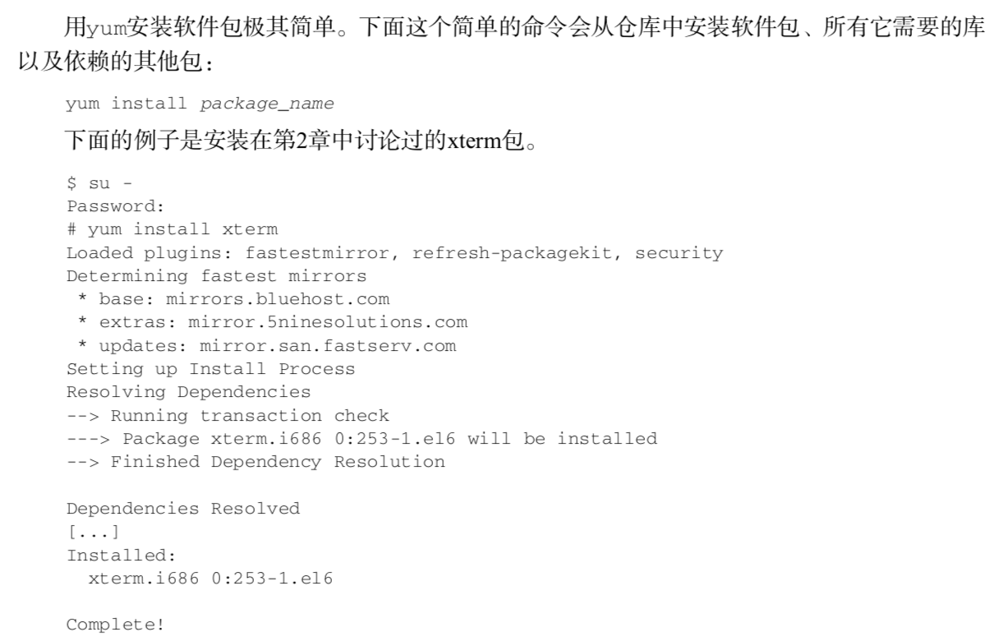 用yum安装软件包极其简单。下面这个简单的命令会从仓库中安装软件包、所有它需要的库
以及依赖的其他包：
yum install package_name
下面的例子是安装在第2章中讨论过的xterm包。
$ su -
Password:
# yum install xterm
Loaded plugins: fastestmirror, refresh-packagekit, security
Determining fastest mirrors
 * base: mirrors.bluehost.com
 * extras: mirror.5ninesolutions.com
 * updates: mirror.san.fastserv.com
Setting up Install Process
Resolving Dependencies
--> Running transaction check
---> Package xterm.i686 0:253-1.el6 will be installed
--> Finished Dependency Resolution

Dependencies Resolved
[...]
Installed:
  xterm.i686 0:253-1.el6

Complete!